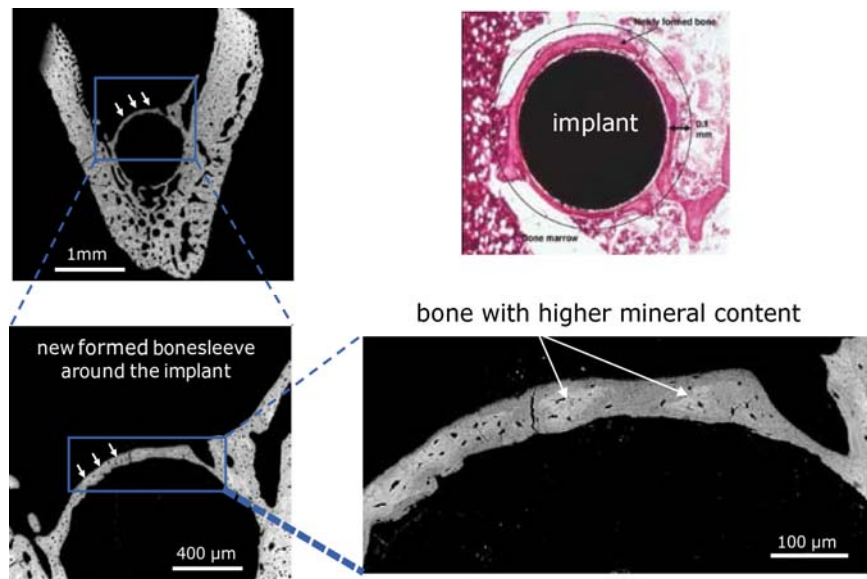 1mm
Newly formed bone
implant
0.1
mm
Bone marrow
new formed bonesleeve
around the implant
400 µm
bone with higher mineral content
100 µm